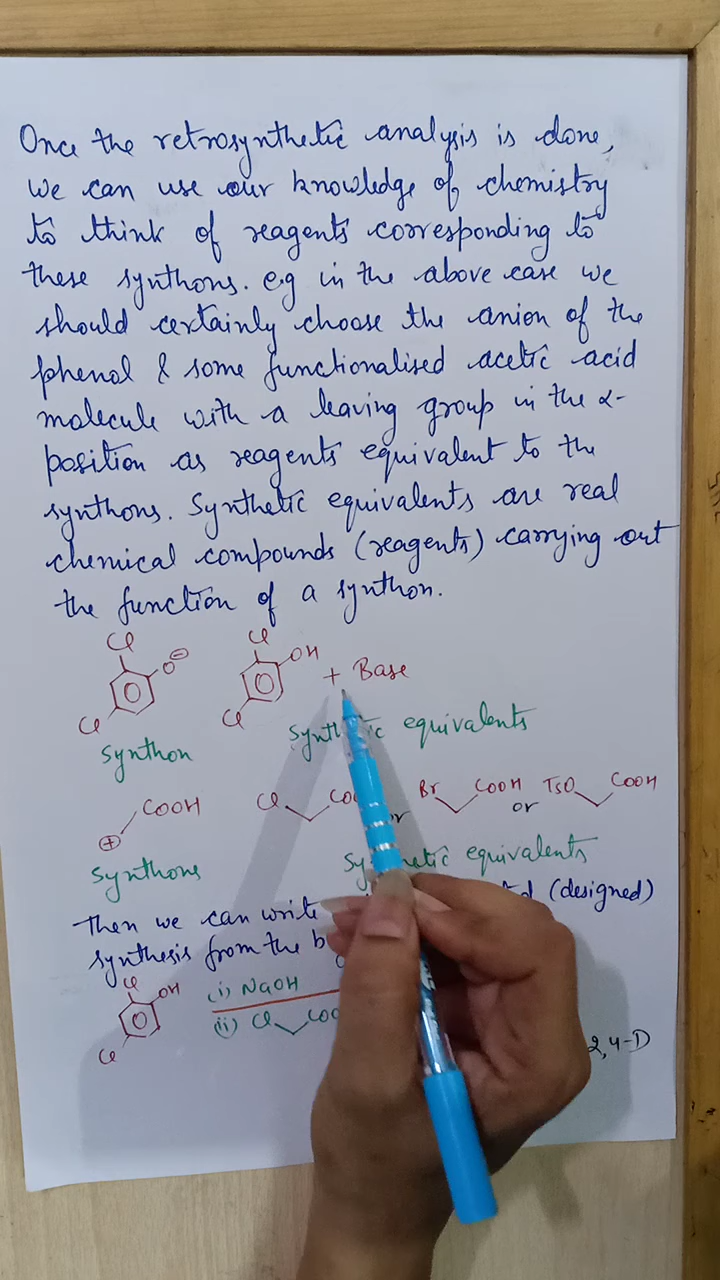 Once the retrosynthetic analysis is done,
we can use our knowledge of chemistry
to think of reagents corresponding to
these synthons. e.g in the above case we
should certainly choose the anion of the
phenol & some functionalised acetic acid
molecule with a leaving group in the α-
position as reagents equivalent to the
synthons. Synthetic equivalents are real
chemical compounds (reagents) carrying out
the function of a synthon.
Cl Cl
O⊖ OH + Base
Cl Cl
Synthon equivalents
COOH Cl Br COOH or TsO COOH
⊕
Synthons equivalents
Then we can write (designed)
synthesis from the
Cl OH (i) NaOH
Cl (ii) Cl
2,4-D